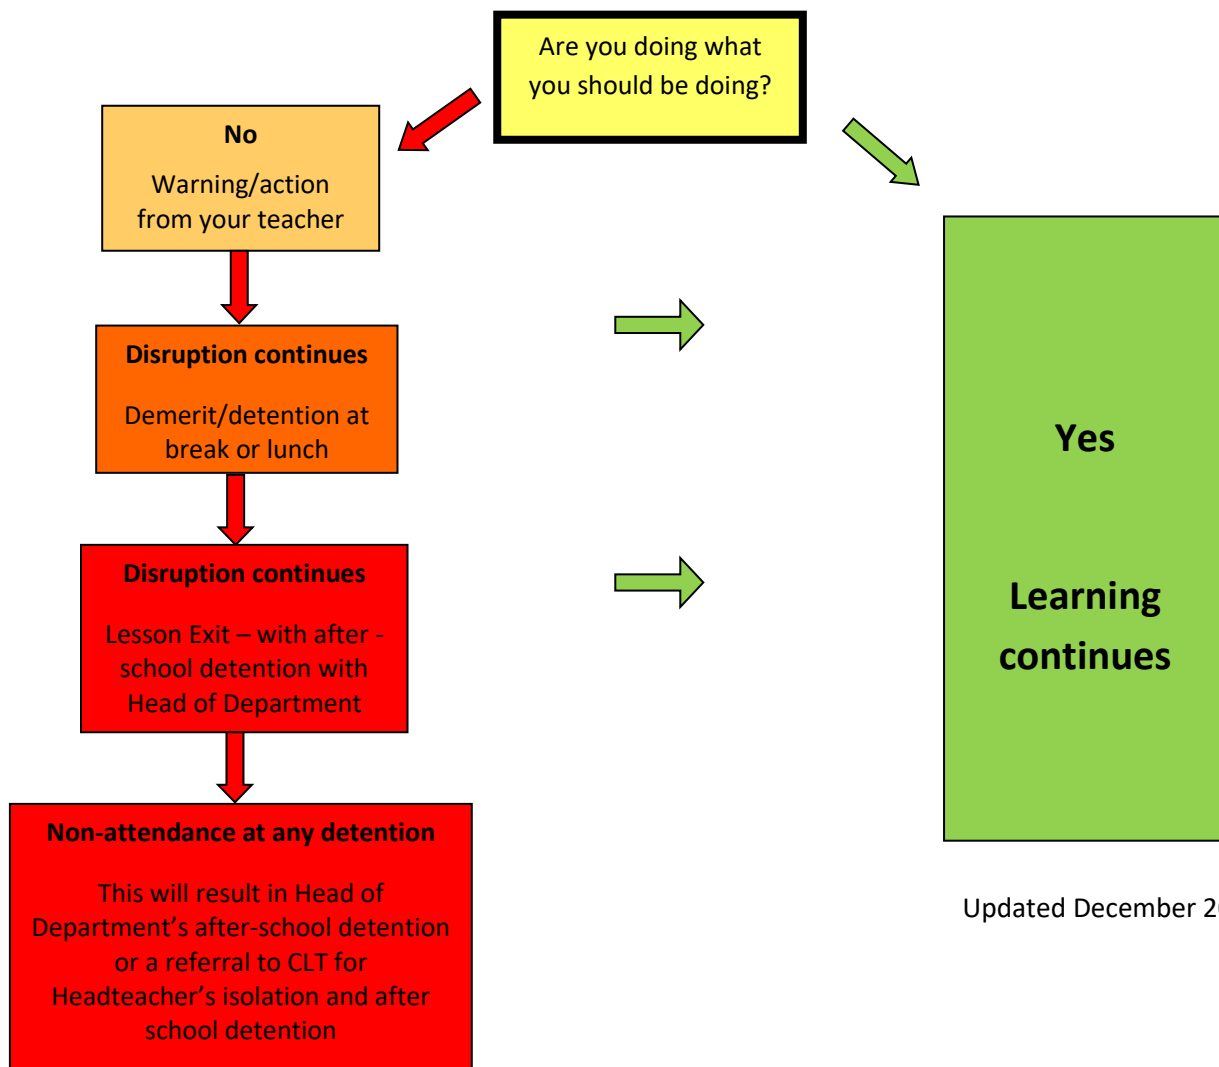 Are you doing what
you should be doing?
No
Warning/action
from your teacher
Disruption continues
Demerit/detention at
break or lunch
Disruption continues
Lesson Exit – with after -
school detention with
Head of Department
Non-attendance at any detention
This will result in Head of
Department’s after-school detention
or a referral to CLT for
Headteacher’s isolation and after
school detention
Yes
Learning
continues
Updated December